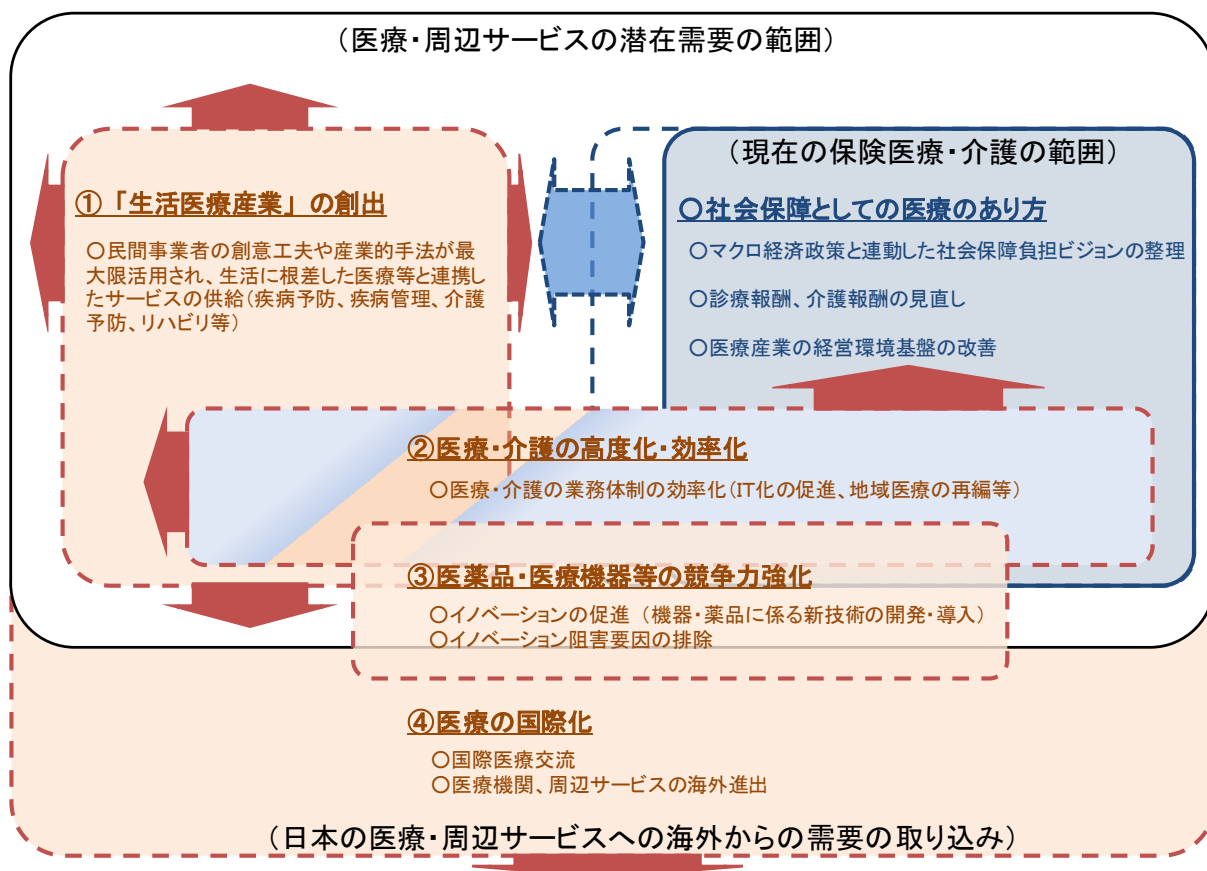 （医療・周辺サービスの潜在需要の範囲）
①「生活医療産業」の創出
○民間事業者の創意工夫や産業的手法が最
大限活用され、生活に根差した医療等と連携し
たサービスの供給（疾病予防、疾病管理、介護
予防、リハビリ等）
（現在の保険医療・介護の範囲）
○社会保障としての医療のあり方
○マクロ経済政策と連動した社会保障負担ビジョンの整理
○診療報酬、介護報酬の見直し
○医療産業の経営環境基盤の改善
②医療・介護の高度化・効率化
○医療・介護の業務体制の効率化（IT化の促進、地域医療の再編等）
③医薬品・医療機器等の競争力強化
○イノベーションの促進（機器・薬品に係る新技術の開発・導入）
○イノベーション阻害要因の排除
④医療の国際化
○国際医療交流
○医療機関、周辺サービスの海外進出
（日本の医療・周辺サービスへの海外からの需要の取り込み）